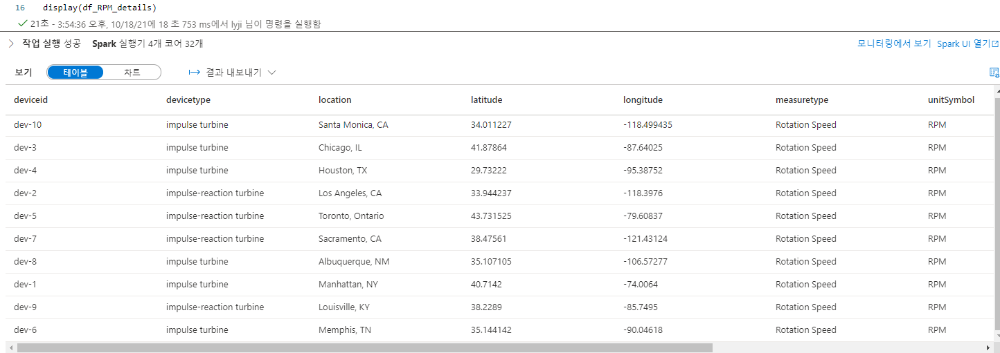 16 display(df_RPM_details)
21초 - 3:54:36 오후, 10/18/21에 18 초 753 ms에서 lyji 님이 명령을 실행함
작업 실행 성공 Spark 실행기 4개 코어 32개 모니터링에서 보기 Spark UI 열기
보기 테이블 차트 결과 내보내기
deviceid devicetype location latitude longitude measuretype unitSymbol
dev-10 impulse turbine Santa Monica, CA 34.011227 -118.499435 Rotation Speed RPM
dev-3 impulse turbine Chicago, IL 41.87864 -87.64025 Rotation Speed RPM
dev-4 impulse turbine Houston, TX 29.73222 -95.38752 Rotation Speed RPM
dev-2 impulse-reaction turbine Los Angeles, CA 33.944237 -118.3976 Rotation Speed RPM
dev-5 impulse-reaction turbine Toronto, Ontario 43.731525 -79.60837 Rotation Speed RPM
dev-7 impulse-reaction turbine Sacramento, CA 38.47561 -121.43124 Rotation Speed RPM
dev-8 impulse turbine Albuquerque, NM 35.107105 -106.57277 Rotation Speed RPM
dev-1 impulse turbine Manhattan, NY 40.7142 -74.0064 Rotation Speed RPM
dev-9 impulse-reaction turbine Louisville, KY 38.2289 -85.7495 Rotation Speed RPM
dev-6 impulse turbine Memphis, TN 35.144142 -90.04618 Rotation Speed RPM